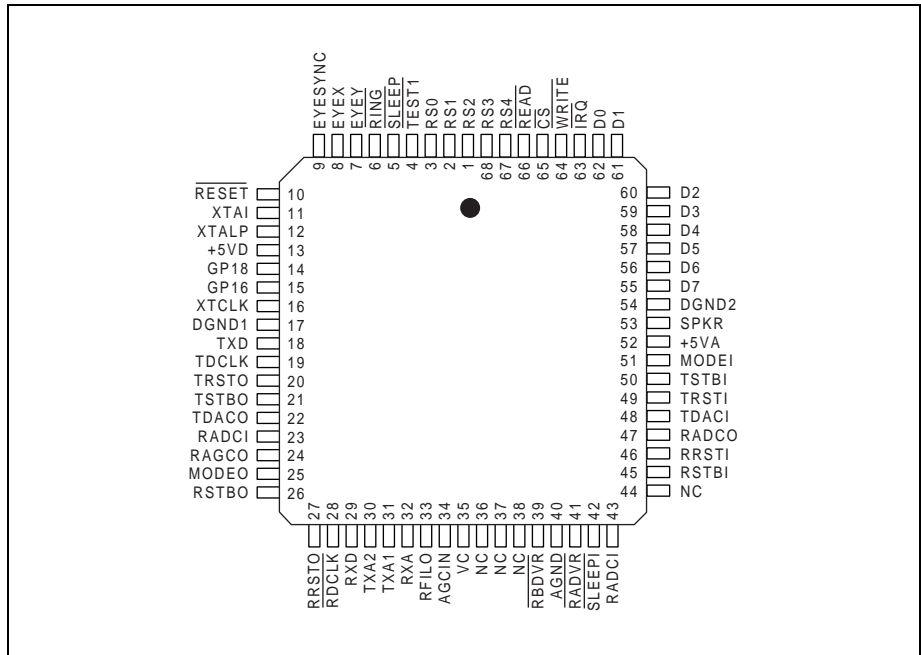 EYESYNC
EYEX
EYEY
RING
SLEEP
TEST1
RS0
RS1
RS2
RS3
RS4
READ
CS
WRITE
IRQ
D0
D1
9
8
7
6
5
4
3
2
1
68
67
66
65
64
63
62
61
RESET 10
XTAI 11
XTALP 12
+5VD 13
GP18 14
GP16 15
XTCLK 16
DGND1 17
TXD 18
TDCLK 19
TRSTO 20
TSTBO 21
TDACO 22
RADCI 23
RAGCO 24
MODEO 25
RSTBO 26
60 D2
59 D3
58 D4
57 D5
56 D6
55 D7
54 DGND2
53 SPKR
52 +5VA
51 MODEI
50 TSTBI
49 TRSTI
48 TDACI
47 RADCO
46 RRSTI
45 RSTBI
44 NC
27
28
29
30
31
32
33
34
35
36
37
38
39
40
41
42
43
RRSTO
RDCLK
RXD
TXA2
TXA1
RXA
RFILO
AGCIN
VC
NC
NC
NC
RBDVR
AGND
RADVR
SLEEPI
RADCI